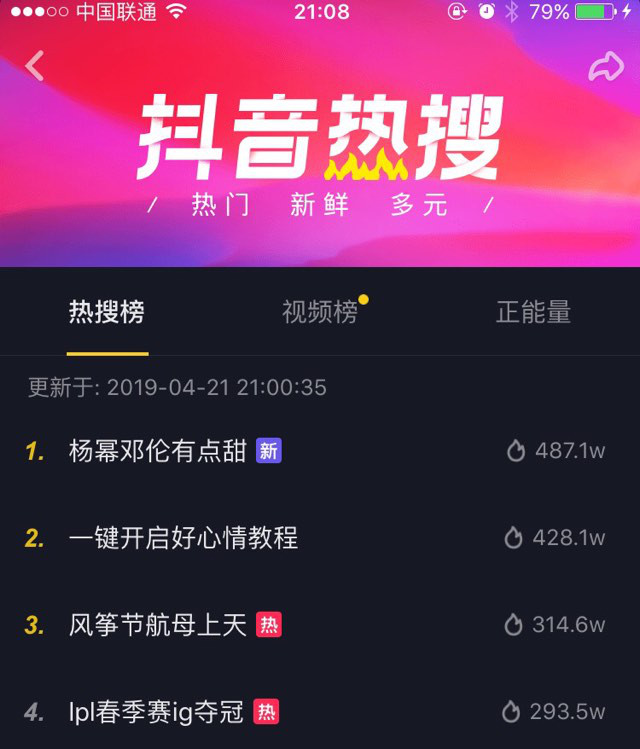 中国联通 21:08 79%
抖音热搜
/ 热门 新鲜 多元 /
热搜榜 视频榜 正能量
更新于: 2019-04-21 21:00:35
1. 杨幂邓伦有点甜 新 487.1w
2. 一键开启好心情教程 428.1w
3. 风筝节航母上天 热 314.6w
4. lpl春季赛ig夺冠 热 293.5w